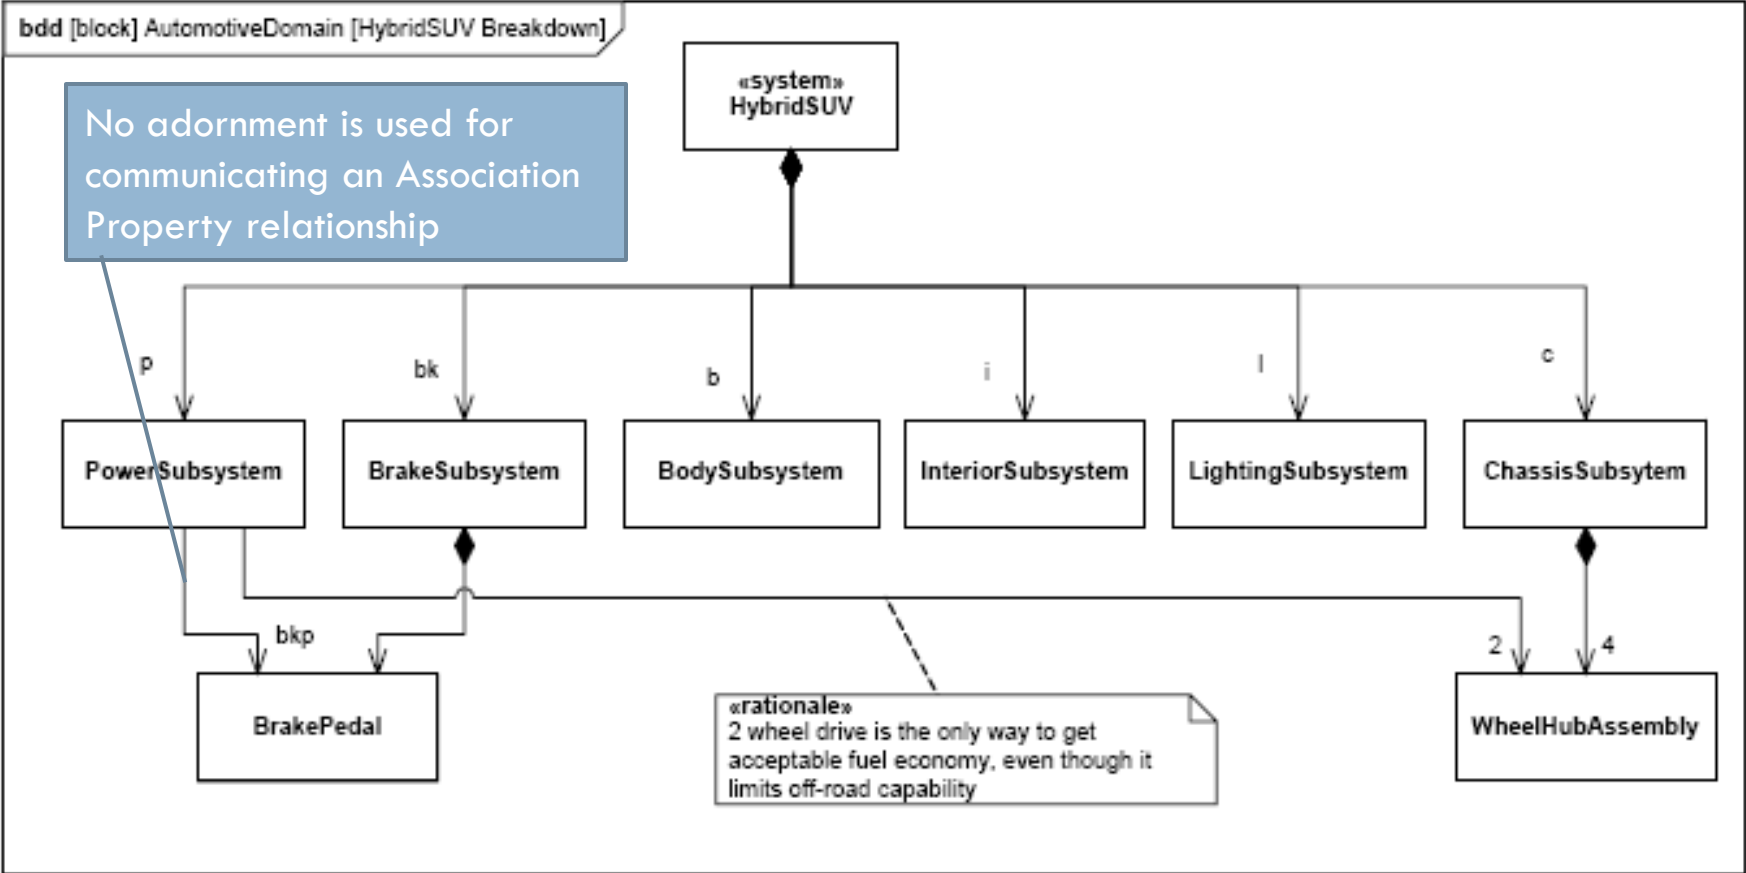 bdd [block] AutomotiveDomain [HybridSUV Breakdown]
«system»
HybridSUV
No adornment is used for
communicating an Association
Property relationship
p
bk
b
i
l
c
PowerSubsystem
BrakeSubsystem
BodySubsystem
InteriorSubsystem
LightingSubsystem
ChassisSubsytem
bkp
2
4
BrakePedal
«rationale»
2 wheel drive is the only way to get
acceptable fuel economy, even though it
limits off-road capability
WheelHubAssembly